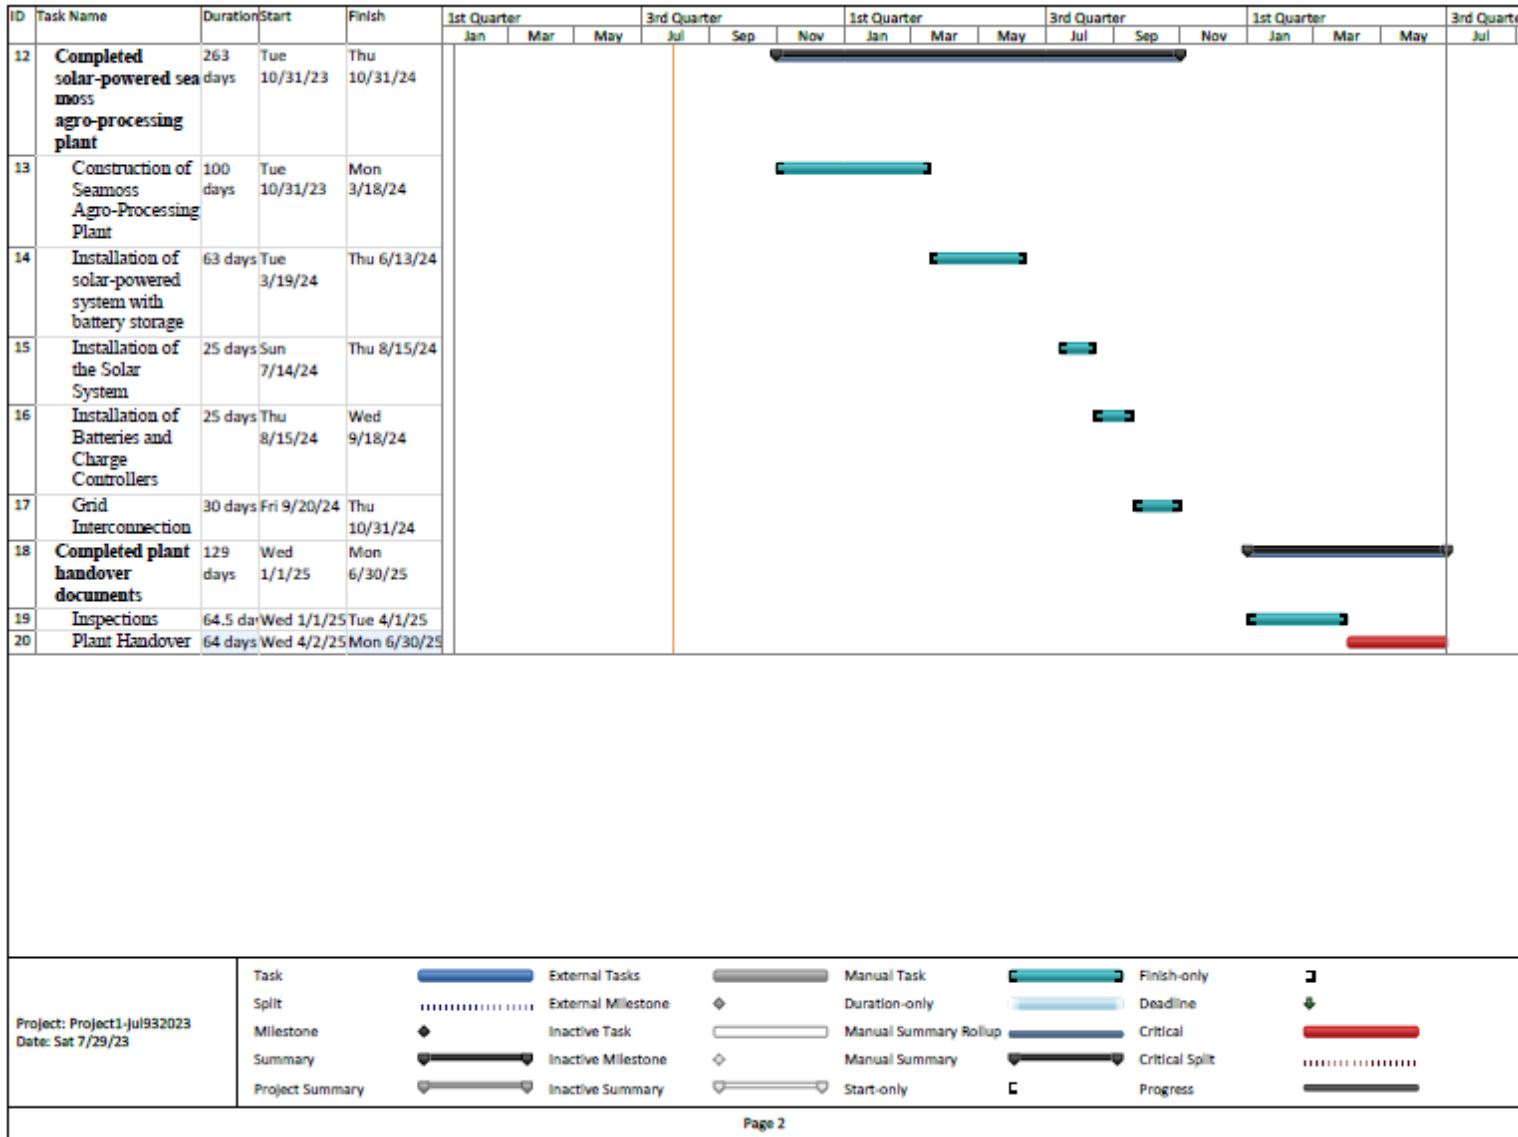 ID Task Name Duration Start Finish 1st Quarter 3rd Quarter 1st Quarter 3rd Quarter 1st Quarter 3rd Quarte
Jan Mar May Jul Sep Nov Jan Mar May Jul Sep Nov Jan Mar May Jul
12 Completed 263 Tue Thu
solar-powered sea days 10/31/23 10/31/24
moss
agro-processing
plant
13 Construction of 100 Tue Mon
Seamoss days 10/31/23 3/18/24
Agro-Processing
Plant
14 Installation of 63 days Tue Thu 6/13/24
solar-powered 3/19/24
system with
battery storage
15 Installation of 25 days Sun Thu 8/15/24
the Solar 7/14/24
System
16 Installation of 25 days Thu Wed
Batteries and 8/15/24 9/18/24
Charge
Controllers
17 Grid 30 days Fri 9/20/24 Thu
Interconnection 10/31/24
18 Completed plant 129 Wed Mon
handover days 1/1/25 6/30/25
documents
19 Inspections 64.5 da Wed 1/1/25 Tue 4/1/25
20 Plant Handover 64 days Wed 4/2/25 Mon 6/30/25
Project: Project1-Jul932023
Date: Sat 7/29/23
Task External Tasks Manual Task Finish-only
Split External Milestone Duration-only Deadline
Milestone Inactive Task Manual Summary Rollup Critical
Summary Inactive Milestone Manual Summary Critical Split
Project Summary Inactive Summary Start-only Progress
Page 2